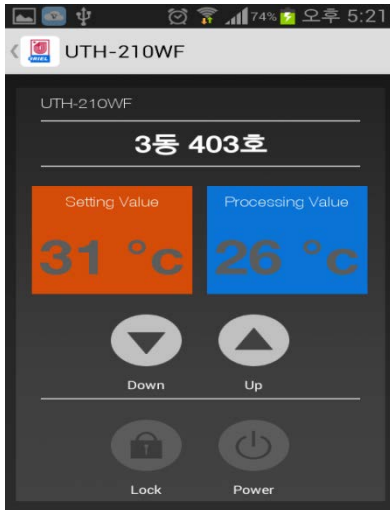 74% 오후 5:21
URIEL UTH-210WF
UTH-210WF
3동 403호
Setting Value Processing Value
31 °c 26 °c
Down Up
Lock Power